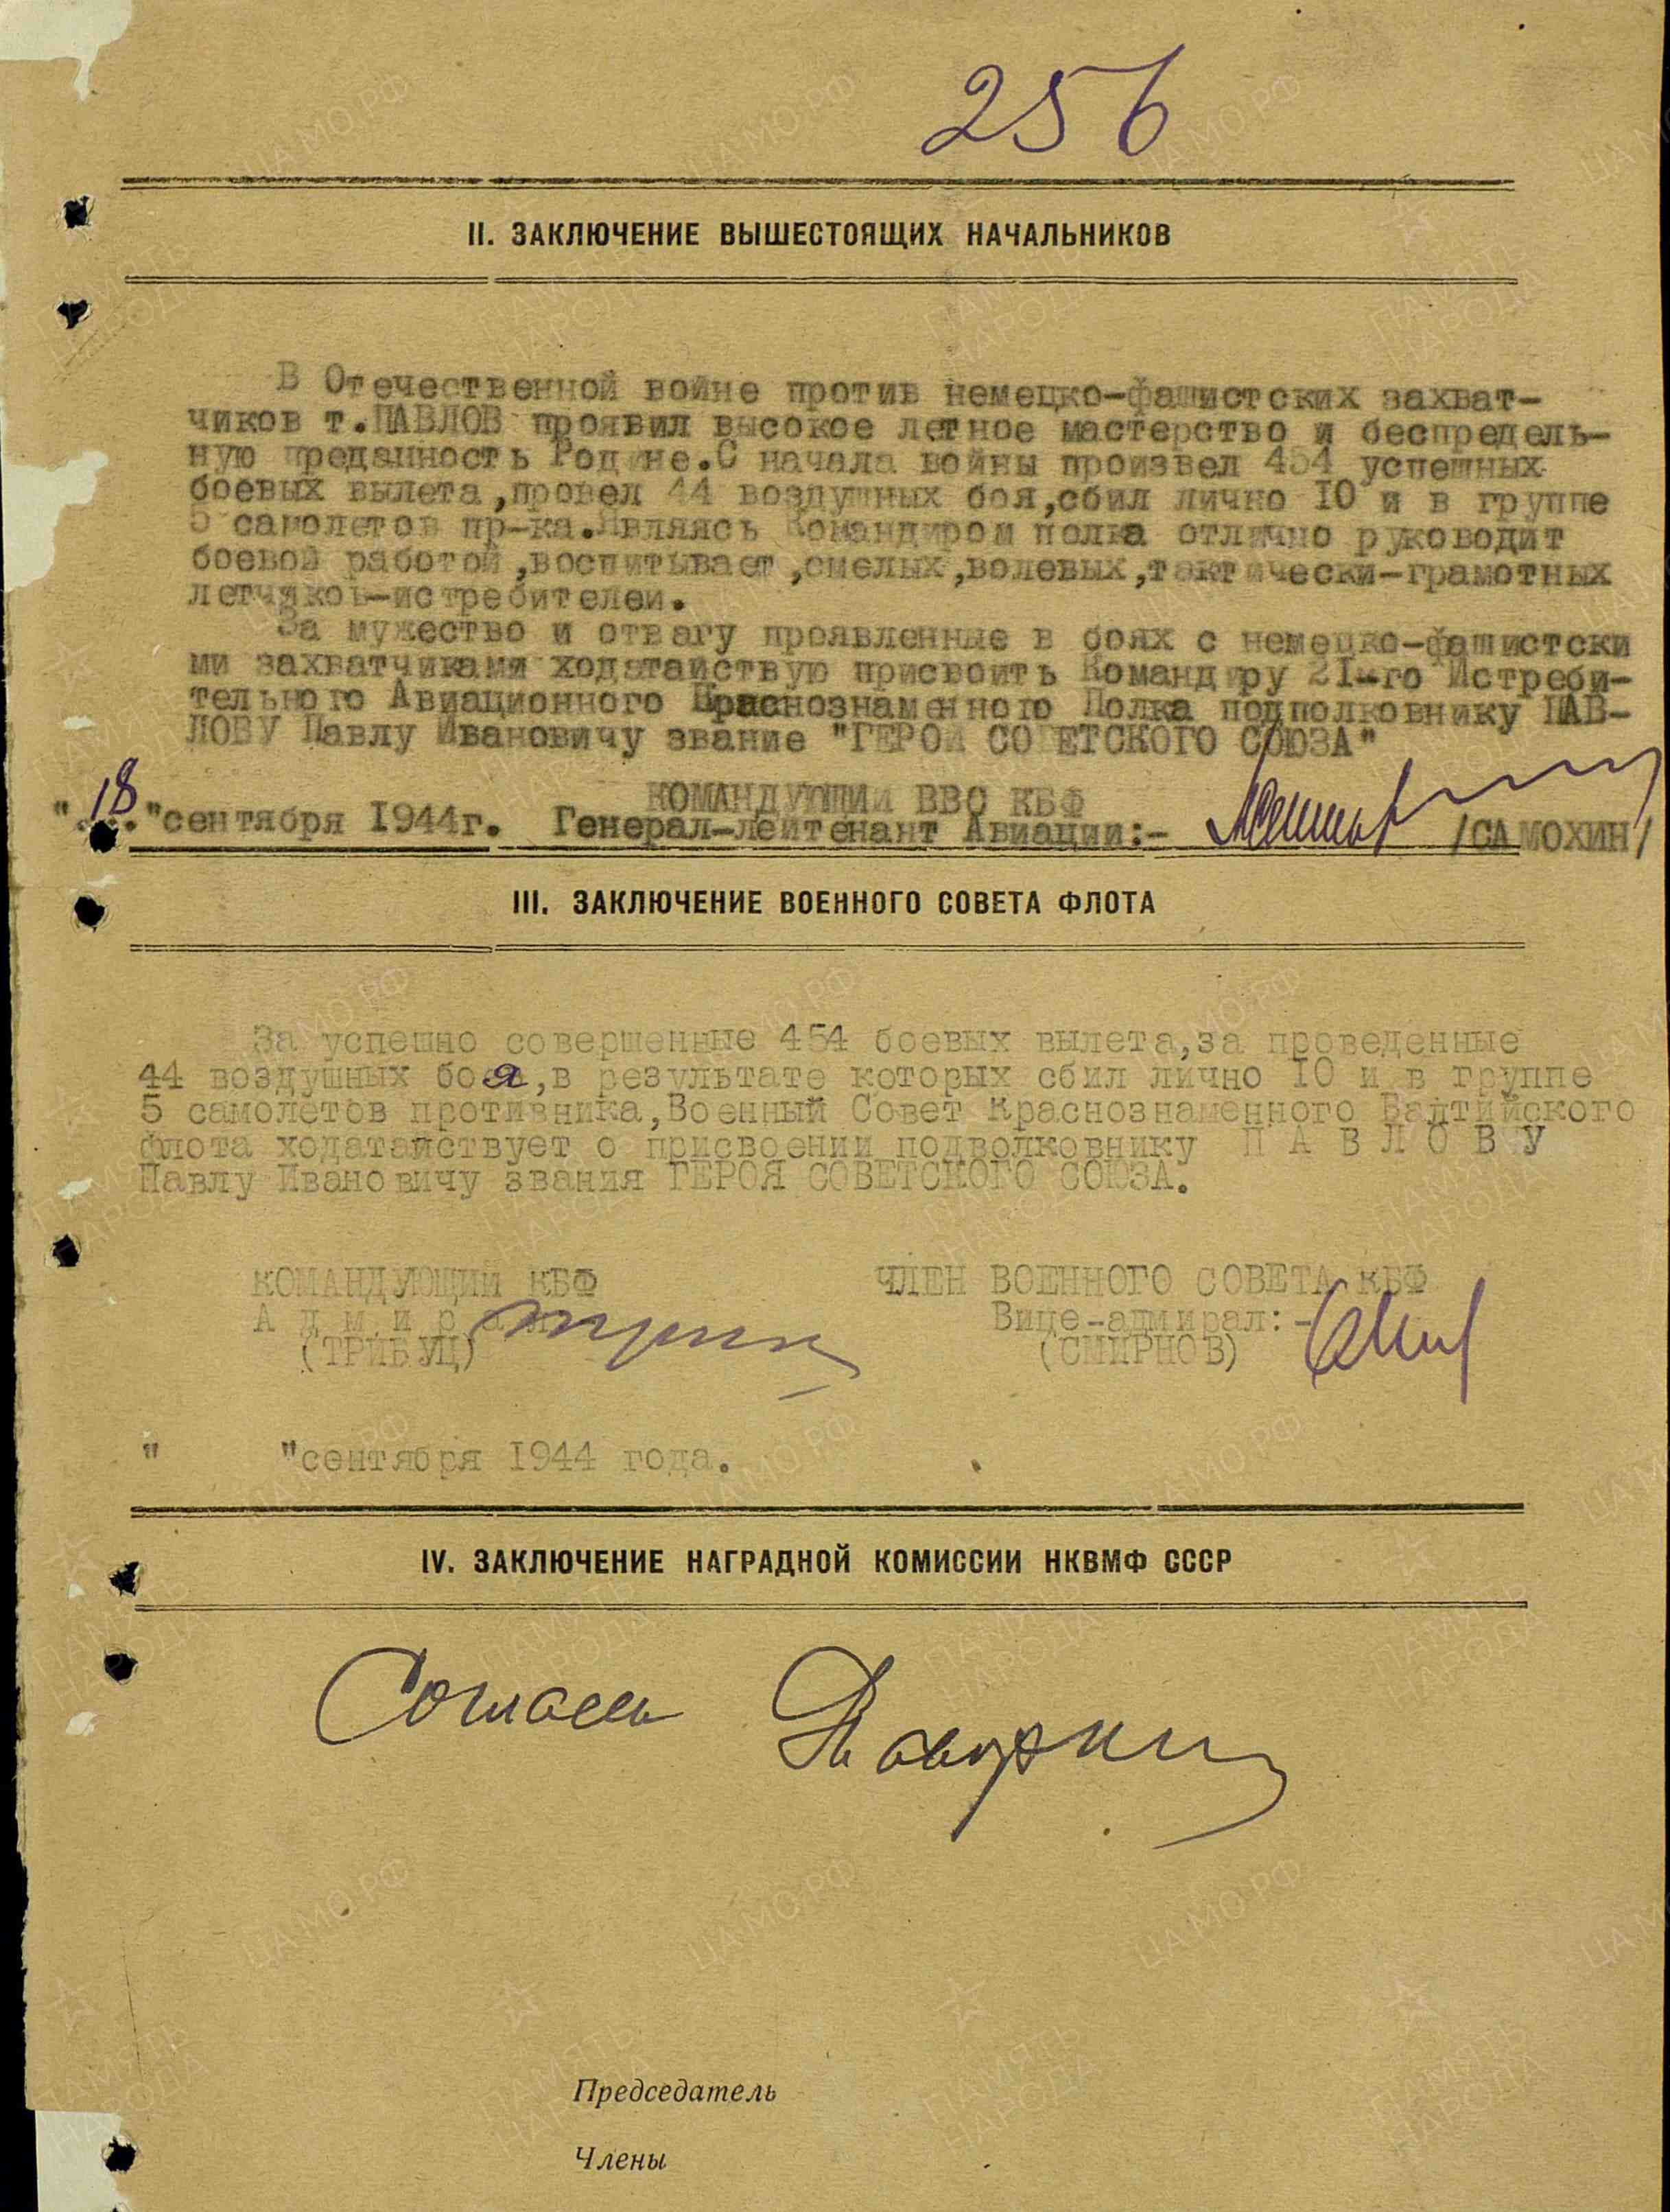 256
II. ЗАКЛЮЧЕНИЕ ВЫШЕСТОЯЩИХ НАЧАЛЬНИКОВ
В Отечественной войне против немецко-фашистских захват-
чиков т.ПАВЛОВ проявил высокое летное мастерство и беспредель-
ную преданность Родине.С начала войны произвел 454 успешных
боевых вылета,провел 44 воздушных боя,сбил лично 10 и в группе
5 самолетов пр-ка.Являясь Командиром полка отлично руководит
боевой работой,воспитывает,смелых,волевых,тактически-грамотных
летчиков-истребителей.
За мужество и отвагу проявленные в боях с немецко-фашистски
ми захватчиками ходатайствую присвоить Командиру 21-го Истреби-
тельного Авиационного Краснознаменного Полка подполковнику ПАВ-
ЛОВУ Павлу Ивановичу звание "ГЕРОЙ СОВЕТСКОГО СОЮЗА"
КОМАНДУЮЩИЙ ВВС КБФ
"18"сентября 1944г. Генерал-лейтенант Авиации:- /САМОХИН/
III. ЗАКЛЮЧЕНИЕ ВОЕННОГО СОВЕТА ФЛОТА
За успешно совершенные 454 боевых вылета,за проведенные
44 воздушных боя,в результате которых сбил лично 10 и в группе
5 самолетов противника,Военный Совет Краснознаменного Балтийского
флота ходатайствует о присвоении подволковнику П А В Л О В У
Павлу Ивановичу звания ГЕРОЯ СОВЕТСКОГО СОЮЗА.
КОМАНДУЮЩИЙ КБФ ЧЛЕН ВОЕННОГО СОВЕТА КБФ
А д м и р а л Вице-адмирал:-
(ТРИБУЦ) (СМИРНОВ)
" "сентября 1944 года.
IV. ЗАКЛЮЧЕНИЕ НАГРАДНОЙ КОМИССИИ НКВМФ СССР
Согласен
Председатель
Члены